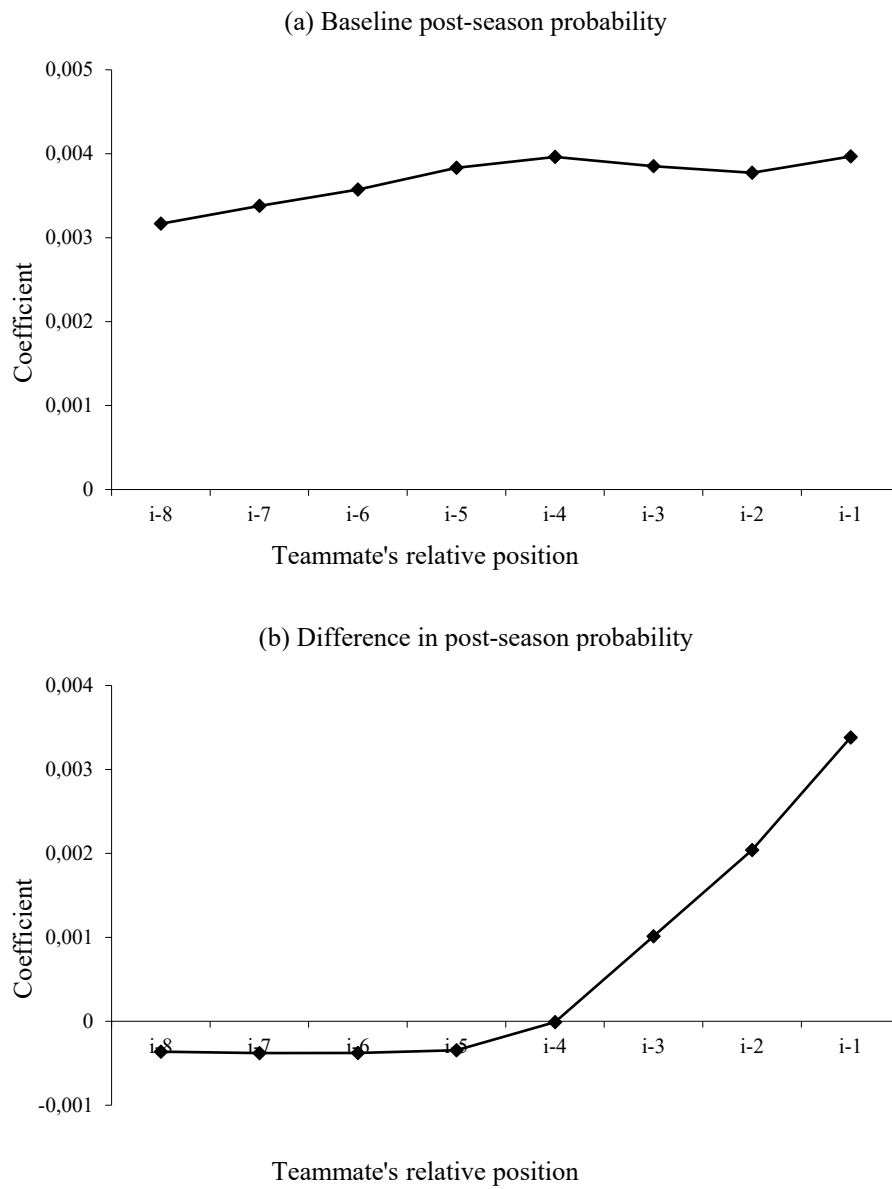 (a) Baseline post-season probability
0,005
0,004
0,003
0,002
0,001
0
Coefficient
i-8 i-7 i-6 i-5 i-4 i-3 i-2 i-1
Teammate's relative position
(b) Difference in post-season probability
0,004
0,003
0,002
0,001
0
-0,001
Coefficient
i-8 i-7 i-6 i-5 i-4 i-3 i-2 i-1
Teammate's relative position